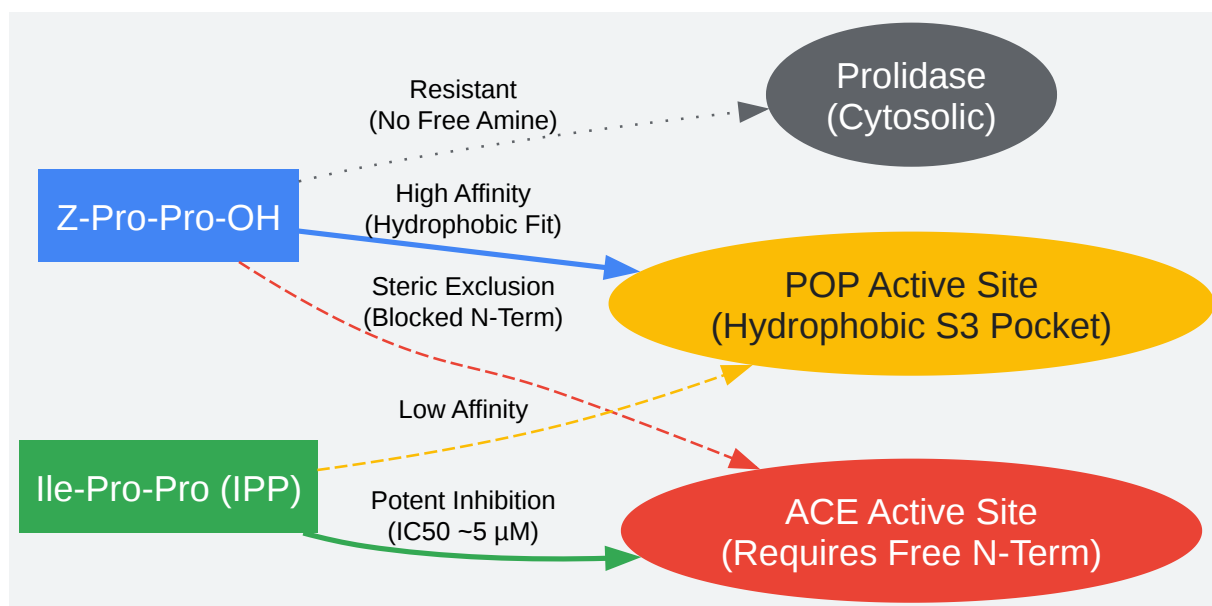 Prolidase
(Cytosolic)
Resistant
(No Free Amine)
Z-Pro-Pro-OH
High Affinity
(Hydrophobic Fit)
POP Active Site
(Hydrophobic S3 Pocket)
Steric Exclusion
(Blocked N-Term)
Low Affinity
Ile-Pro-Pro (IPP)
Potent Inhibition
(IC50 ~5 µM)
ACE Active Site
(Requires Free N-Term)